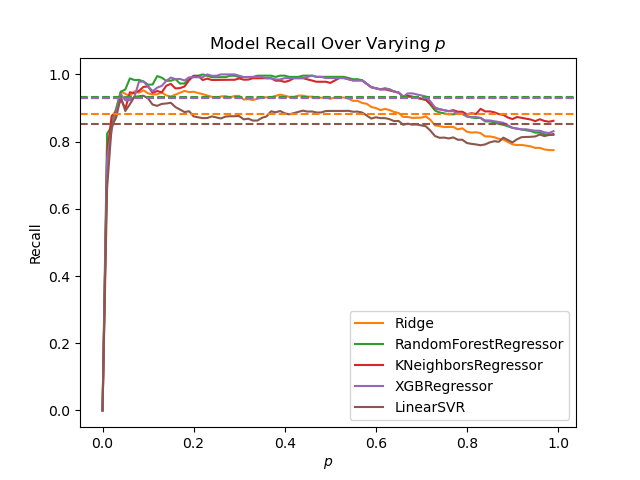 Model Recall Over Varying p
Recall
1.0
0.8
0.6
0.4
0.2
0.0
Ridge
RandomForestRegressor
KNeighborsRegressor
XGBRegressor
LinearSVR
0.0 0.2 0.4 0.6 0.8 1.0
p